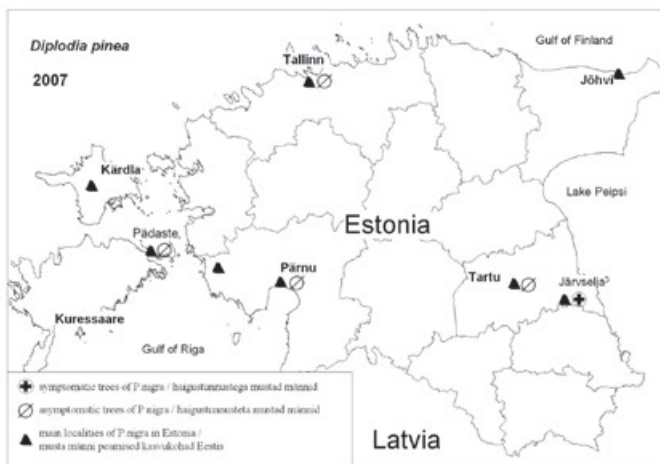 Diplodia pinea
2007
Gulf of Finland
Tallinn
Jõhvi
Kärdla
Lake Peipsi
Pädaste
Estonia
Pärnu
Tartu
Järvselja
Kuressaare
Gulf of Riga
symptomatic trees of P.nigra / haigustunnustega mustad männid
asymptomatic trees of P.nigra / haigustunnusteta mustad männid
main localities of P.nigra in Estonia /
musta männi peamised kasvukohad Eestis
Latvia